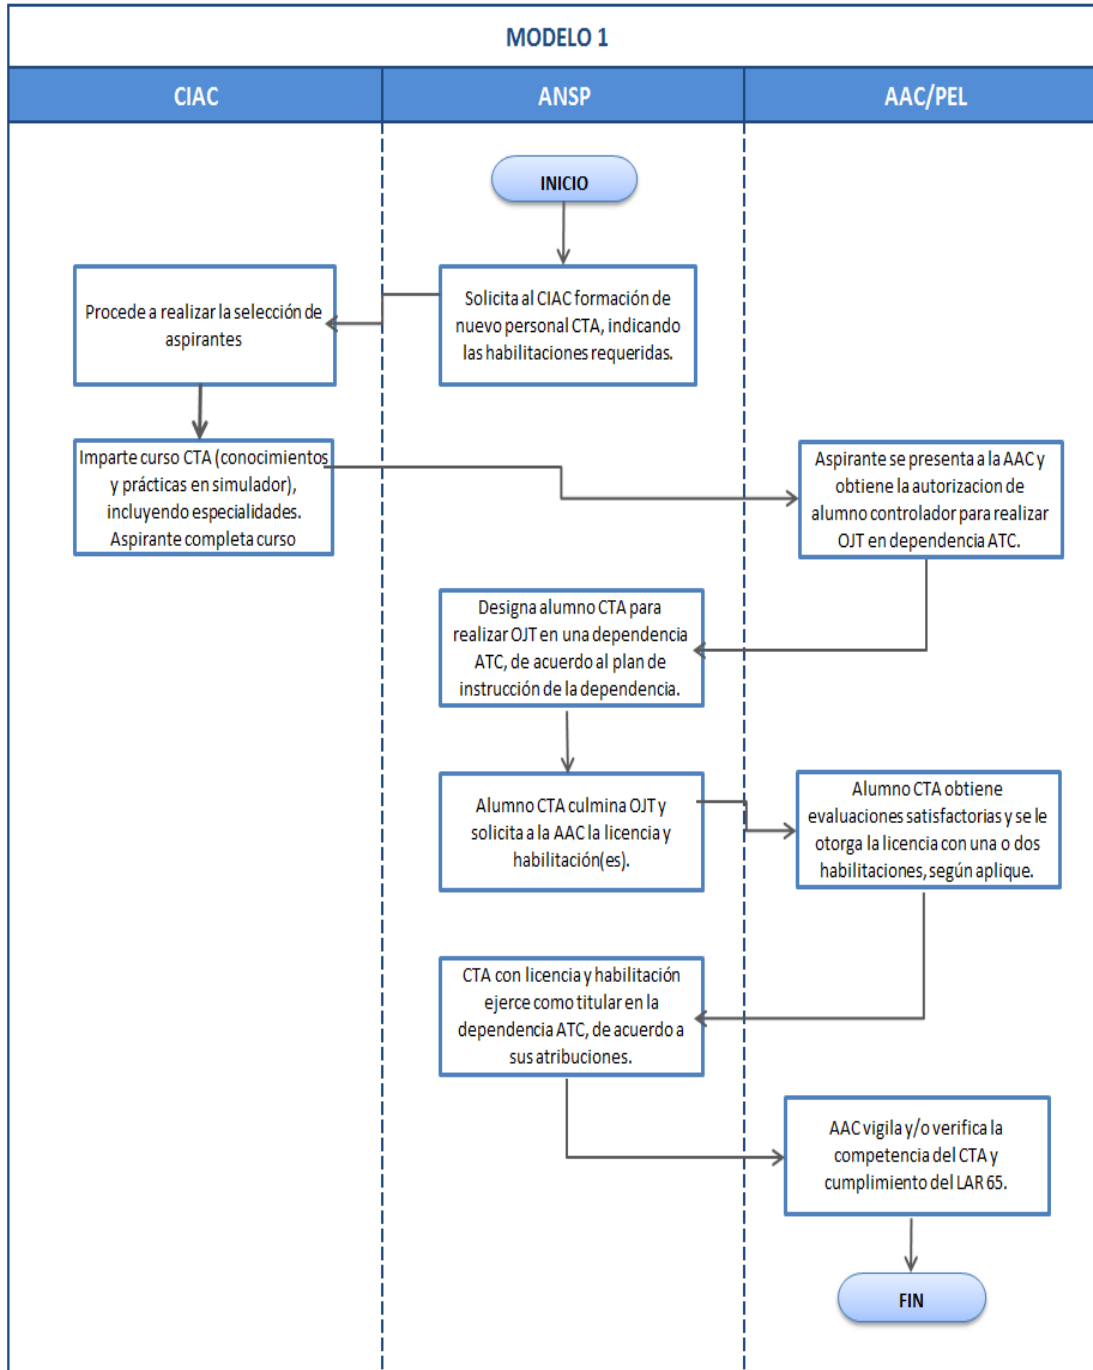 MODELO 1
CIAC
ANSP
AAC/PEL
INICIO
Solicita al CIAC formación de
nuevo personal CTA, indicando
las habilitaciones requeridas.
Procede a realizar la selección de
aspirantes
Imparte curso CTA (conocimientos
y prácticas en simulador),
incluyendo especialidades.
Aspirante completa curso
Aspirante se presenta a la AAC y
obtiene la autorizacion de
alumno controlador para realizar
OJT en dependencia ATC.
Designa alumno CTA para
realizar OJT en una dependencia
ATC, de acuerdo al plan de
instrucción de la dependencia.
Alumno CTA culmina OJT y
solicita a la AAC la licencia y
habilitación(es).
Alumno CTA obtiene
evaluaciones satisfactorias y se le
otorga la licencia con una o dos
habilitaciones, según aplique.
CTA con licencia y habilitación
ejerce como titular en la
dependencia ATC, de acuerdo a
sus atribuciones.
AAC vigila y/o verifica la
competencia del CTA y
cumplimiento del LAR 65.
FIN